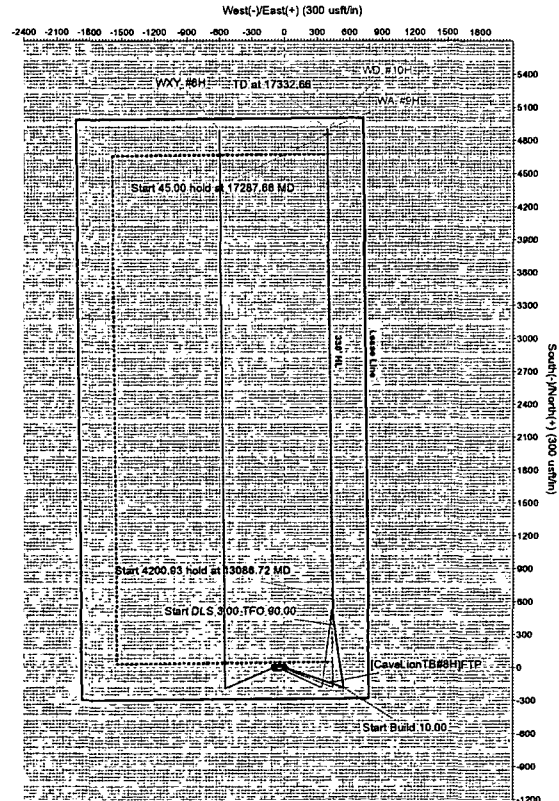 West(-)/East(+) (300 usft/in)
-2400 -2100 -1800 -1500 -1200 -900 -600 -300 0 300 600 900 1200 1500 1800
WXY #6H
TD at 17332.66
WD #10H
WA #9H
5400
5100
4800
4500
4200
3900
3600
3300
3000
2700
2400
2100
1800
1500
1200
900
600
300
0
-300
-600
-900
-1200
South(-)/North(+) (300 usft/in)
Start 45.00 hold at 17287.66 MD
330' HL
Lease Line
Start 4200.93 hold at 13086.72 MD
Start DLS 3.00 TFO 90.00
Start Build 10.00